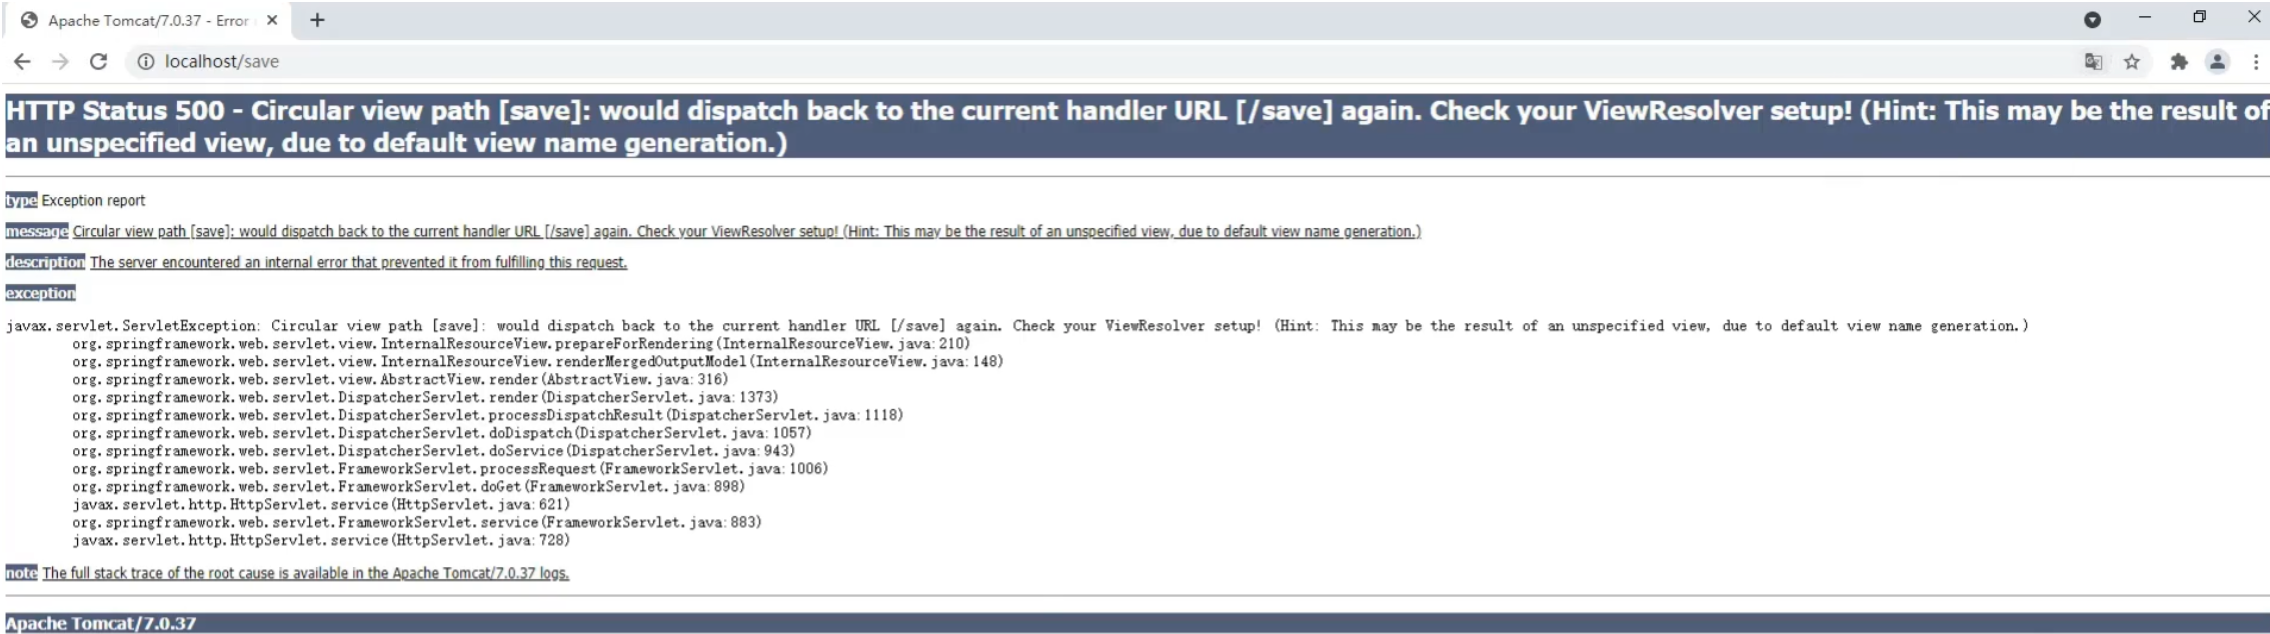 Apache Tomcat/7.0.37 - Error
localhost/save
HTTP Status 500 - Circular view path [save]: would dispatch back to the current handler URL [/save] again. Check your ViewResolver setup! (Hint: This may be the result of
an unspecified view, due to default view name generation.)
type Exception report
message Circular view path [save]: would dispatch back to the current handler URL [/save] again. Check your ViewResolver setup! (Hint: This may be the result of an unspecified view, due to default view name generation.)
description The server encountered an internal error that prevented it from fulfilling this request.
exception
javax.servlet.ServletException: Circular view path [save]: would dispatch back to the current handler URL [/save] again. Check your ViewResolver setup! (Hint: This may be the result of an unspecified view, due to default view name generation.)
org.springframework.web.servlet.view.InternalResourceView.prepareForRendering(InternalResourceView.java:210)
org.springframework.web.servlet.view.InternalResourceView.renderMergedOutputModel(InternalResourceView.java:148)
org.springframework.web.servlet.view.AbstractView.render(AbstractView.java:316)
org.springframework.web.servlet.DispatcherServlet.render(DispatcherServlet.java:1373)
org.springframework.web.servlet.DispatcherServlet.processDispatchResult(DispatcherServlet.java:1118)
org.springframework.web.servlet.DispatcherServlet.doDispatch(DispatcherServlet.java:1057)
org.springframework.web.servlet.DispatcherServlet.doService(DispatcherServlet.java:943)
org.springframework.web.servlet.FrameworkServlet.processRequest(FrameworkServlet.java:1006)
org.springframework.web.servlet.FrameworkServlet.doGet(FrameworkServlet.java:898)
javax.servlet.http.HttpServlet.service(HttpServlet.java:621)
org.springframework.web.servlet.FrameworkServlet.service(FrameworkServlet.java:883)
javax.servlet.http.HttpServlet.service(HttpServlet.java:728)
note The full stack trace of the root cause is available in the Apache Tomcat/7.0.37 logs.
Apache Tomcat/7.0.37